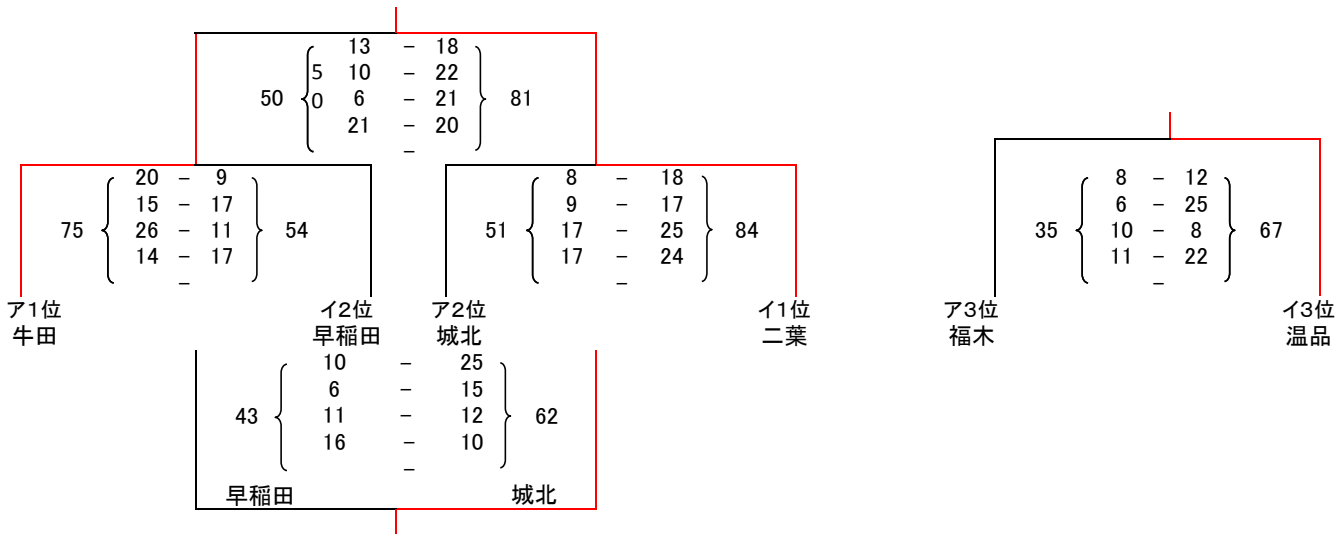 13 - 18
5 10 - 22
50 0 6 - 21 81
21 - 20
-
20 - 9
15 - 17
75 26 - 11 54
14 - 17
-
8 - 18
9 - 17
51 17 - 25 84
17 - 24
-
8 - 12
6 - 25
35 10 - 8 67
11 - 22
-
ア1位 イ2位 ア2位 イ1位 ア3位 イ3位
牛田 早稲田 城北 二葉 福木 温品
10 - 25
6 - 15
43 11 - 12 62
16 - 10
-
早稲田 城北